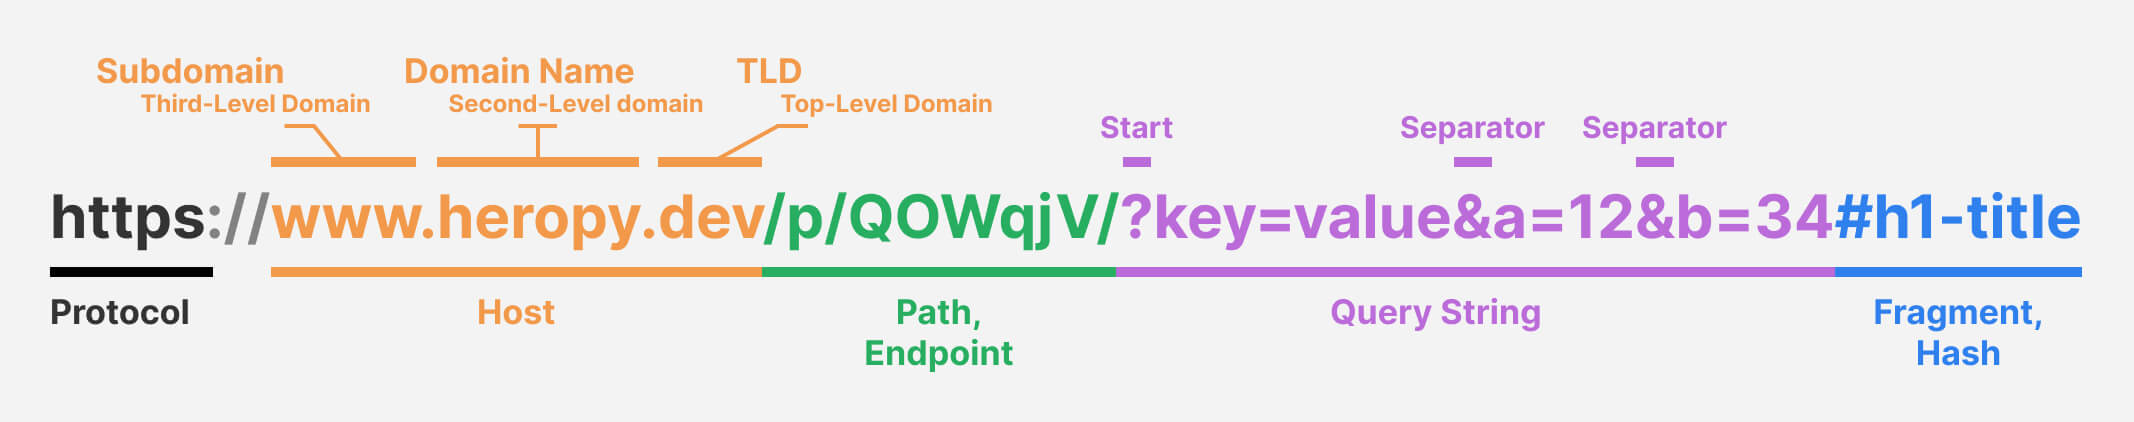 Subdomain
Third-Level Domain
Domain Name
Second-Level domain
TLD
Top-Level Domain
Start
Separator
Separator
https://www.heropy.dev/p/QOWqjV/?key=value&a=12&b=34#h1-title
Protocol
Host
Path,
Endpoint
Query String
Fragment,
Hash